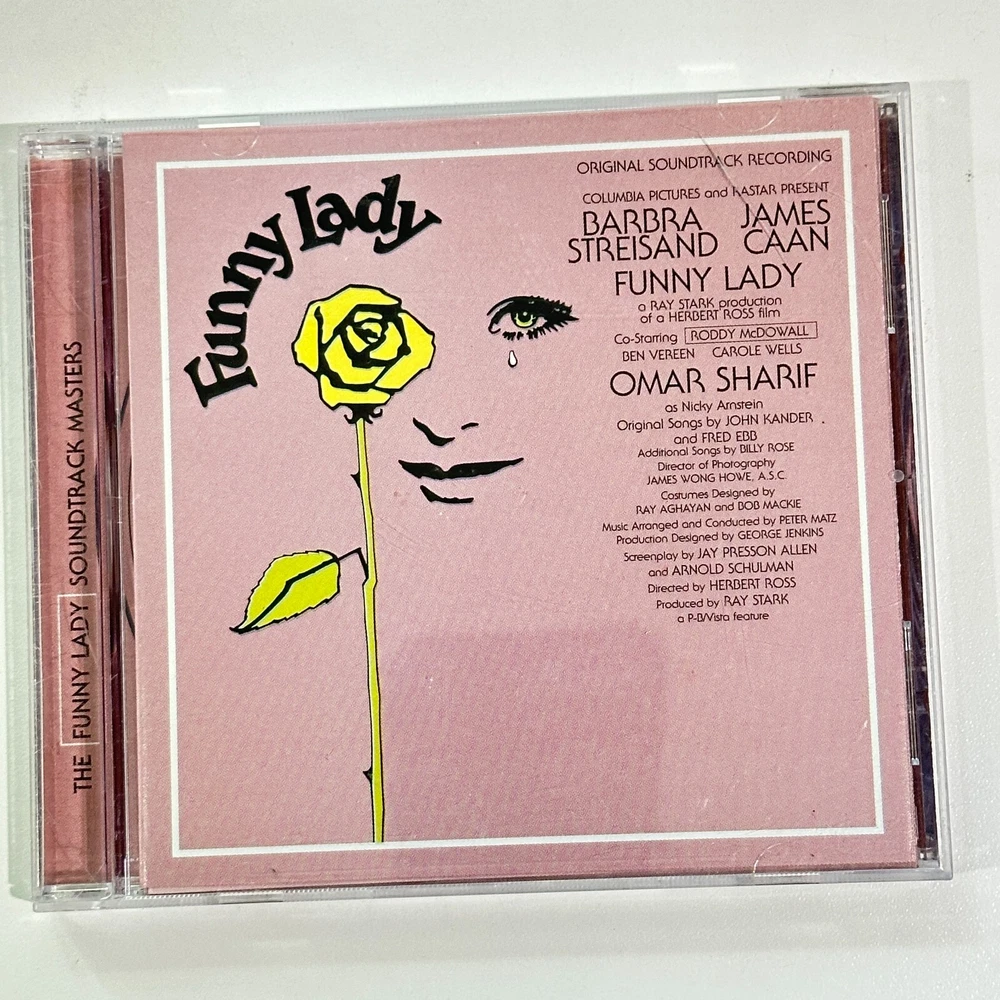 THE FUNNY LADY SOUNDTRACK MASTERS
Funny Lady
ORIGINAL SOUNDTRACK RECORDING
COLUMBIA PICTURES and RASTAR PRESENT
BARBRA JAMES
STREISAND CAAN
FUNNY LADY
a RAY STARK production
of a HERBERT ROSS film
Co-Starring RODDY McDOWALL
BEN VEREEN CAROLE WELLS
OMAR SHARIF
as Nicky Arnstein
Original Songs by JOHN KANDER
and FRED EBB
Additional Songs by BILLY ROSE
Director of Photography
JAMES WONG HOWE, A.S.C.
Costumes Designed by
RAY AGHAYAN and BOB MACKIE
Music Arranged and Conducted by PETER MATZ
Production Designed by GEORGE JENKINS
Screenplay by JAY PRESSON ALLEN
and ARNOLD SCHULMAN
Directed by HERBERT ROSS
Produced by RAY STARK
a P-B/Vista feature